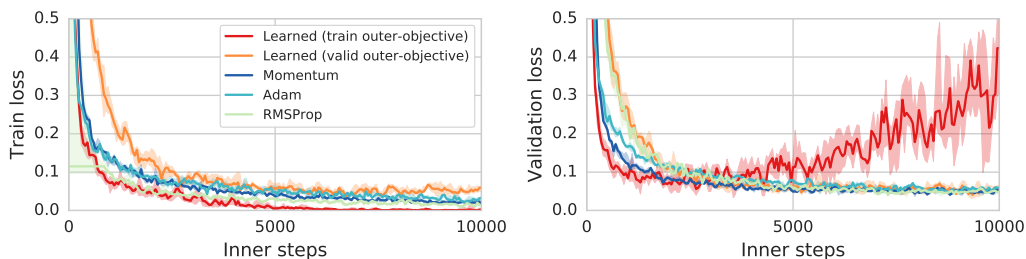 Train loss
0.5
0.4
0.3
0.2
0.1
0.0
0
5000
10000
Inner steps
Learned (train outer-objective)
Learned (valid outer-objective)
Momentum
Adam
RMSProp
Validation loss
0.5
0.4
0.3
0.2
0.1
0.0
0
5000
10000
Inner steps